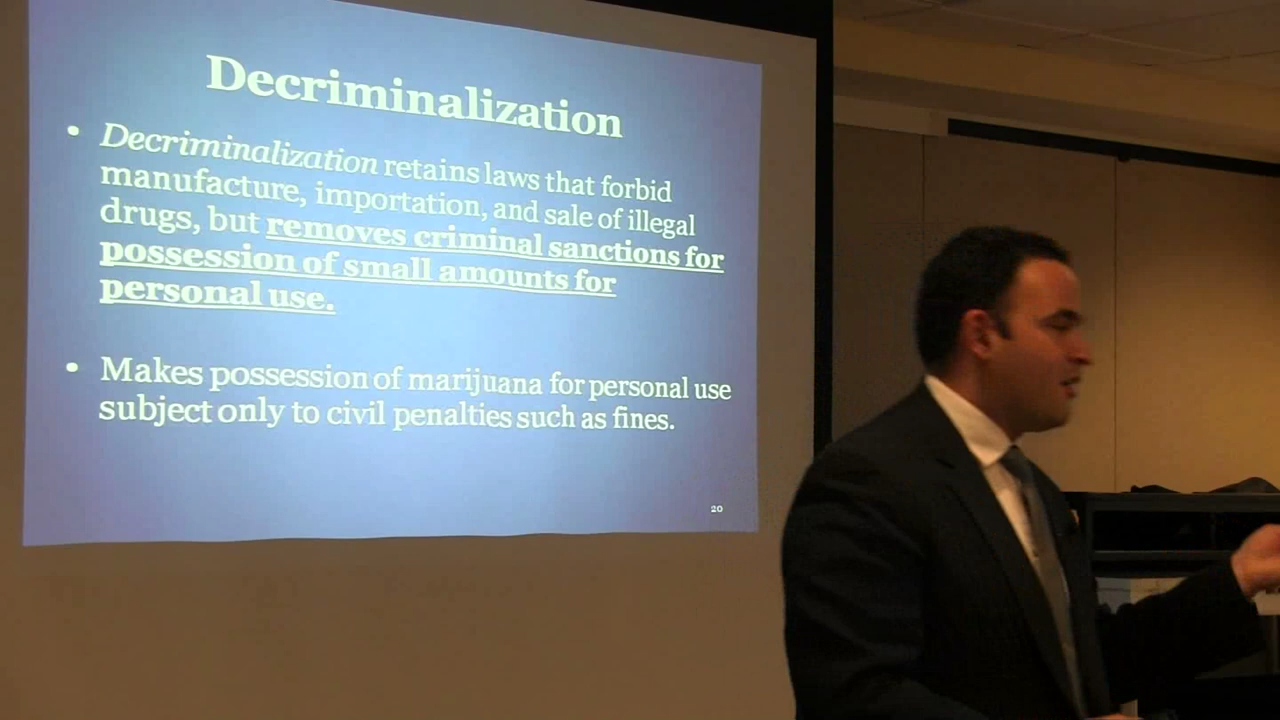 Decriminalization
• Decriminalization retains laws that forbid
manufacture, importation, and sale of illegal
drugs, but removes criminal sanctions for
possession of small amounts for
personal use.
• Makes possession of marijuana for personal use
subject only to civil penalties such as fines.
20